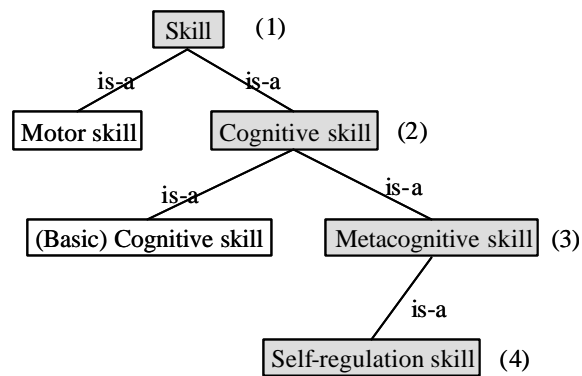 Skill (1)
is-a is-a
Motor skill Cognitive skill (2)
is-a is-a
(Basic) Cognitive skill Metacognitive skill (3)
is-a
Self-regulation skill (4)